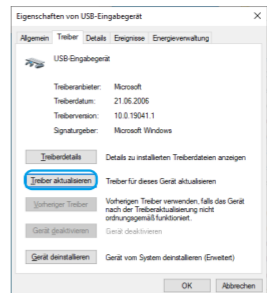 Eigenschaften von USB-Eingabegerät
Allgemein Treiber Details Ereignisse Energieverwaltung
USB-Eingabegerät
Treiberanbieter: Microsoft
Treiberdatum: 21.06.2006
Treiberversion: 10.0.19041.1
Signaturgeber: Microsoft Windows
Treiberdetails Details zu installierten Treiberdateien anzeigen
Treiber aktualisieren Treiber für dieses Gerät aktualisieren
Vorheriger Treiber Vorherigen Treiber verwenden, falls das Gerät
nach der Treiberaktualisierung nicht
ordnungsgemäß funktioniert.
Gerät deaktivieren Gerät deaktivieren
Gerät deinstallieren Gerät vom System deinstallieren (Erweitert)
OK Abbrechen